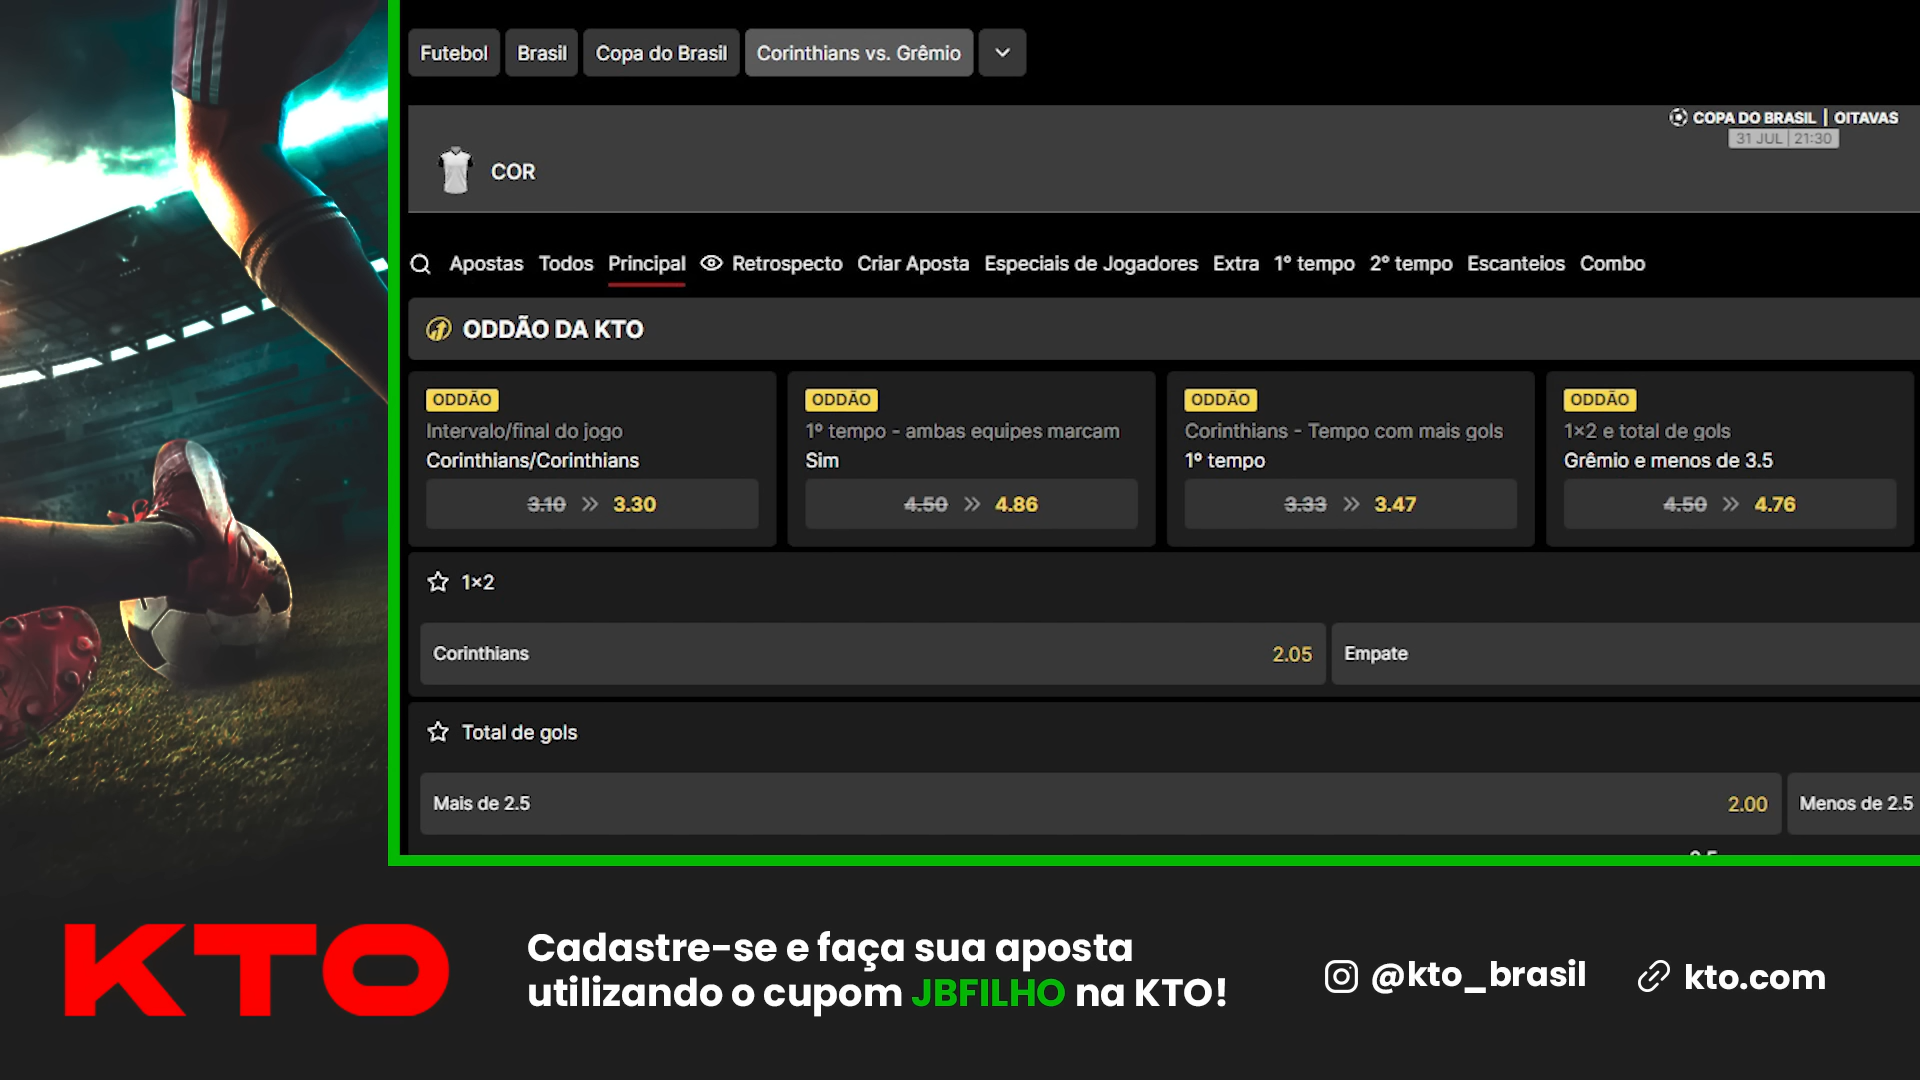 Futebol Brasil Copa do Brasil Corinthians vs. Grêmio
COPA DO BRASIL | OITAVAS
31 JUL | 21:30
COR
Apostas Todos Principal Retrospecto Criar Aposta Especiais de Jogadores Extra 1º tempo 2º tempo Escanteios Combo
ODDÃO DA KTO
ODDÃO
Intervalo/final do jogo
Corinthians/Corinthians
3.10 » 3.30
ODDÃO
1º tempo - ambas equipes marcam
Sim
4.50 » 4.86
ODDÃO
Corinthians - Tempo com mais gols
1º tempo
3.33 » 3.47
ODDÃO
1×2 e total de gols
Grêmio e menos de 3.5
4.50 » 4.76
1×2
Corinthians 2.05 Empate
Total de gols
Mais de 2.5 2.00 Menos de 2.5
KTO
Cadastre-se e faça sua aposta
utilizando o cupom JBFILHO na KTO!
@kto_brasil
kto.com